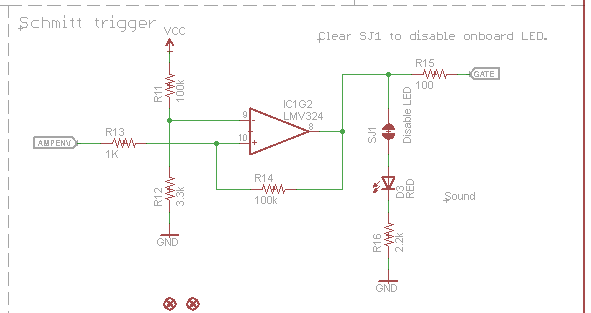 Schmitt trigger
Clear SJ1 to disable onboard LED.
VCC
R11
100k
IC1G2
LMV324
9
-
10
+
8
AMPENV
R13
1K
R14
100k
R12
3.3k
GND
R15
100
GATE
SJ1
Disable LED
D3
RED
Sound
R16
2.2k
GND